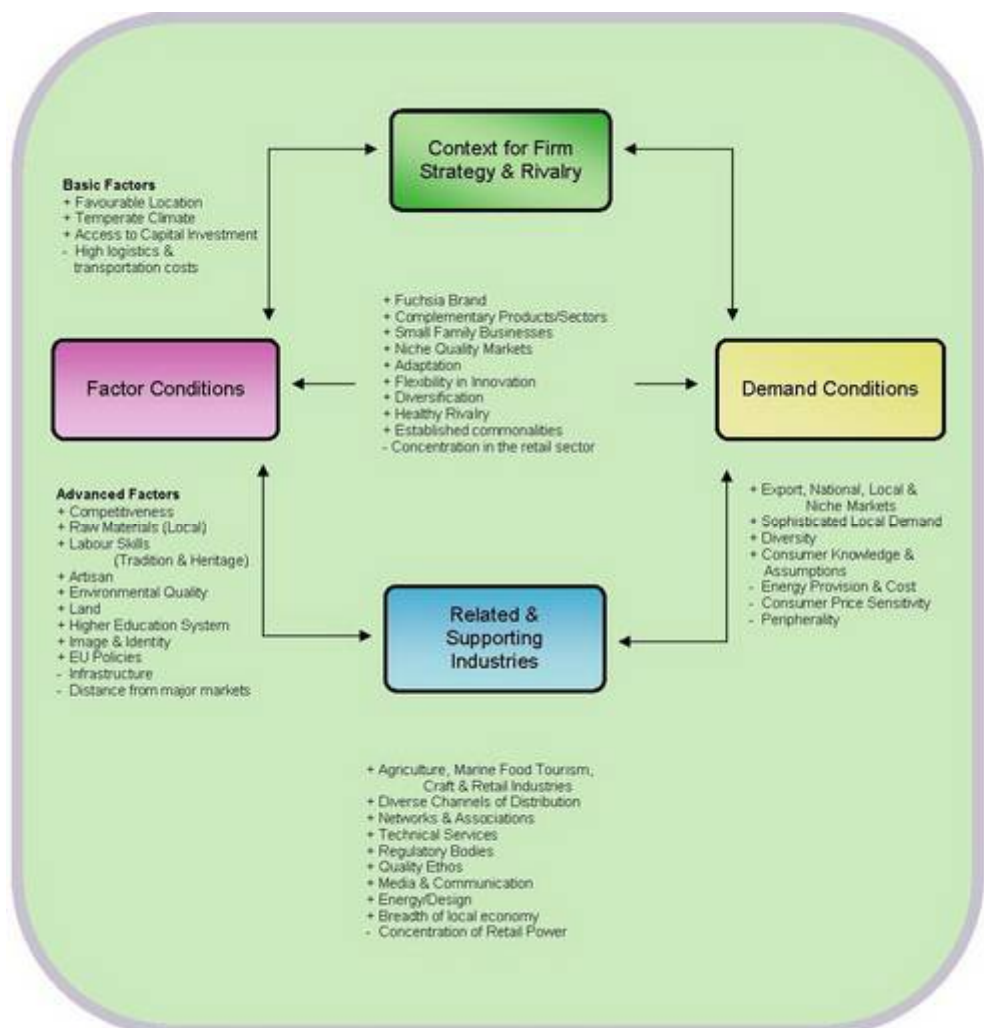 Context for Firm
Strategy & Rivalry
Basic Factors
+ Favourable Location
+ Temperate Climate
+ Access to Capital Investment
- High logistics &
transportation costs
+ Fuchsia Brand
+ Complementary Products/Sectors
+ Small Family Businesses
+ Niche Quality Markets
+ Adaptation
+ Flexibility in Innovation
+ Diversification
+ Healthy Rivalry
+ Established commonalities
- Concentration in the retail sector
Factor Conditions
Demand Conditions
Advanced Factors
+ Competitiveness
+ Raw Materials (Local)
+ Labour Skills
(Tradition & Heritage)
+ Artisan
+ Environmental Quality
+ Land
+ Higher Education System
+ Image & Identity
+ EU Policies
- Infrastructure
- Distance from major markets
+ Export, National, Local &
Niche Markets
+ Sophisticated Local Demand
+ Diversity
+ Consumer Knowledge &
Assumptions
- Energy Provision & Cost
- Consumer Price Sensitivity
- Peripherality
Related &
Supporting
Industries
+ Agriculture, Marine Food Tourism,
Craft & Retail Industries
+ Diverse Channels of Distribution
+ Networks & Associations
+ Technical Services
+ Regulatory Bodies
+ Quality Ethos
+ Media & Communication
+ Energy/Design
+ Breadth of local economy
- Concentration of Retail Power